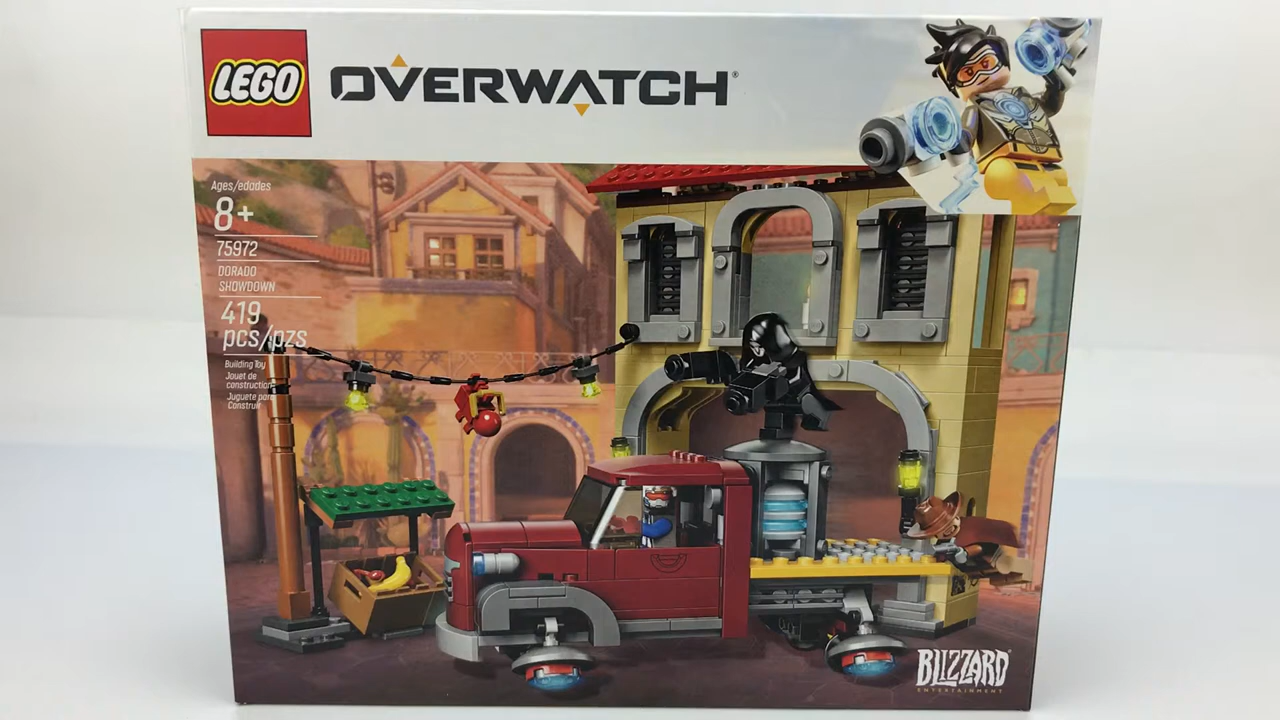 LEGO
OVERWATCH®
Ages/edades
8+
75972
DORADO
SHOWDOWN
419
pcs/pzs
Building Toy
Jouet de
construction
Juguete para
Construir
BLIZZARD®
ENTERTAINMENT